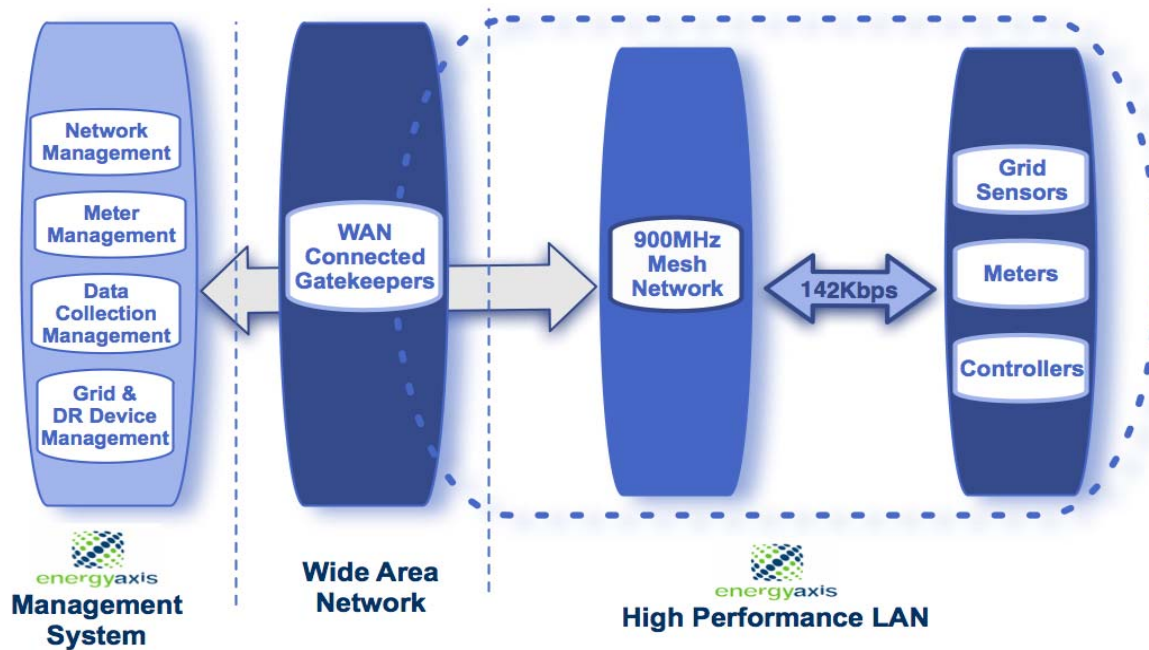 Network
Management
Meter
Management
Data
Collection
Management
Grid &
DR Device
Management
WAN
Connected
Gatekeepers
900MHz
Mesh
Network
142Kbps
Grid
Sensors
Meters
Controllers
energyaxis
Management
System
Wide Area
Network
energyaxis
High Performance LAN